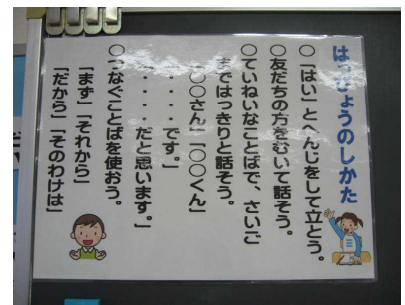 はっぴょうのしかた
○「はい」とへんじをして立とう。
○友だちの方をむいて話そう。
○ていねいなことばで、さいご
まではっきりと話そう。
「○○さん」「○○くん」
「・・・・です。」
「・・・・だと思います。」
○つなぐことばを使おう。
「まず」「それから」
「だから」「そのわけは」